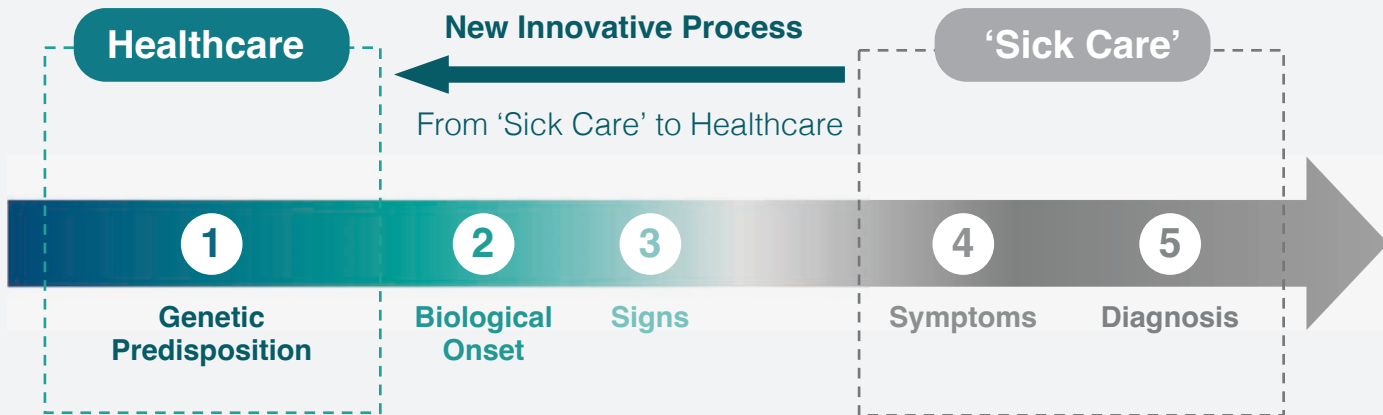 Healthcare
New Innovative Process
‘Sick Care’
From ‘Sick Care’ to Healthcare
1
2
3
4
5
Genetic
Predisposition
Biological
Onset
Signs
Symptoms
Diagnosis